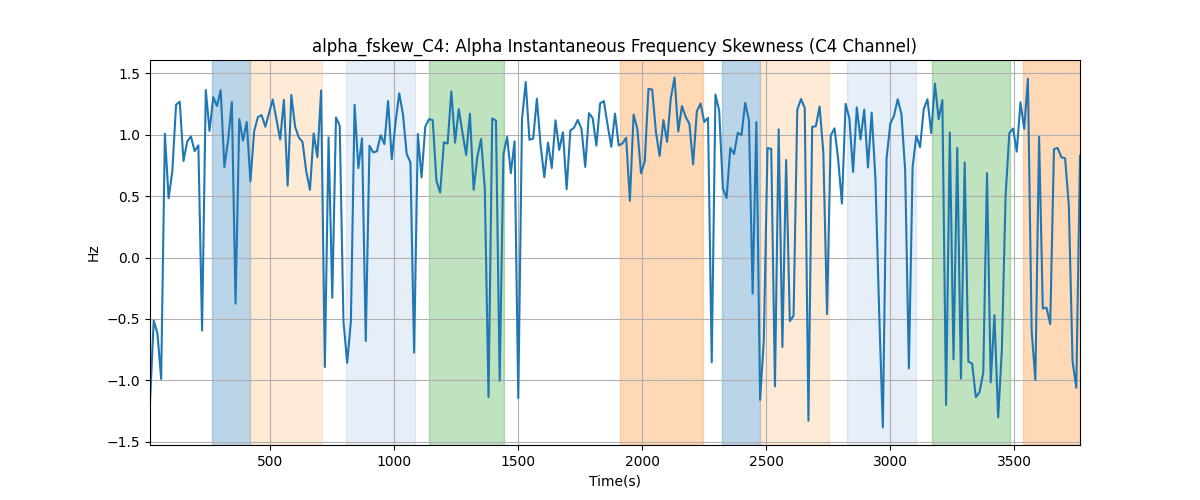 alpha_fskew_C4: Alpha Instantaneous Frequency Skewness (C4 Channel)
1.5
1.0
0.5
0.0
−0.5
−1.0
−1.5
Hz
500 1000 1500 2000 2500 3000 3500
Time(s)